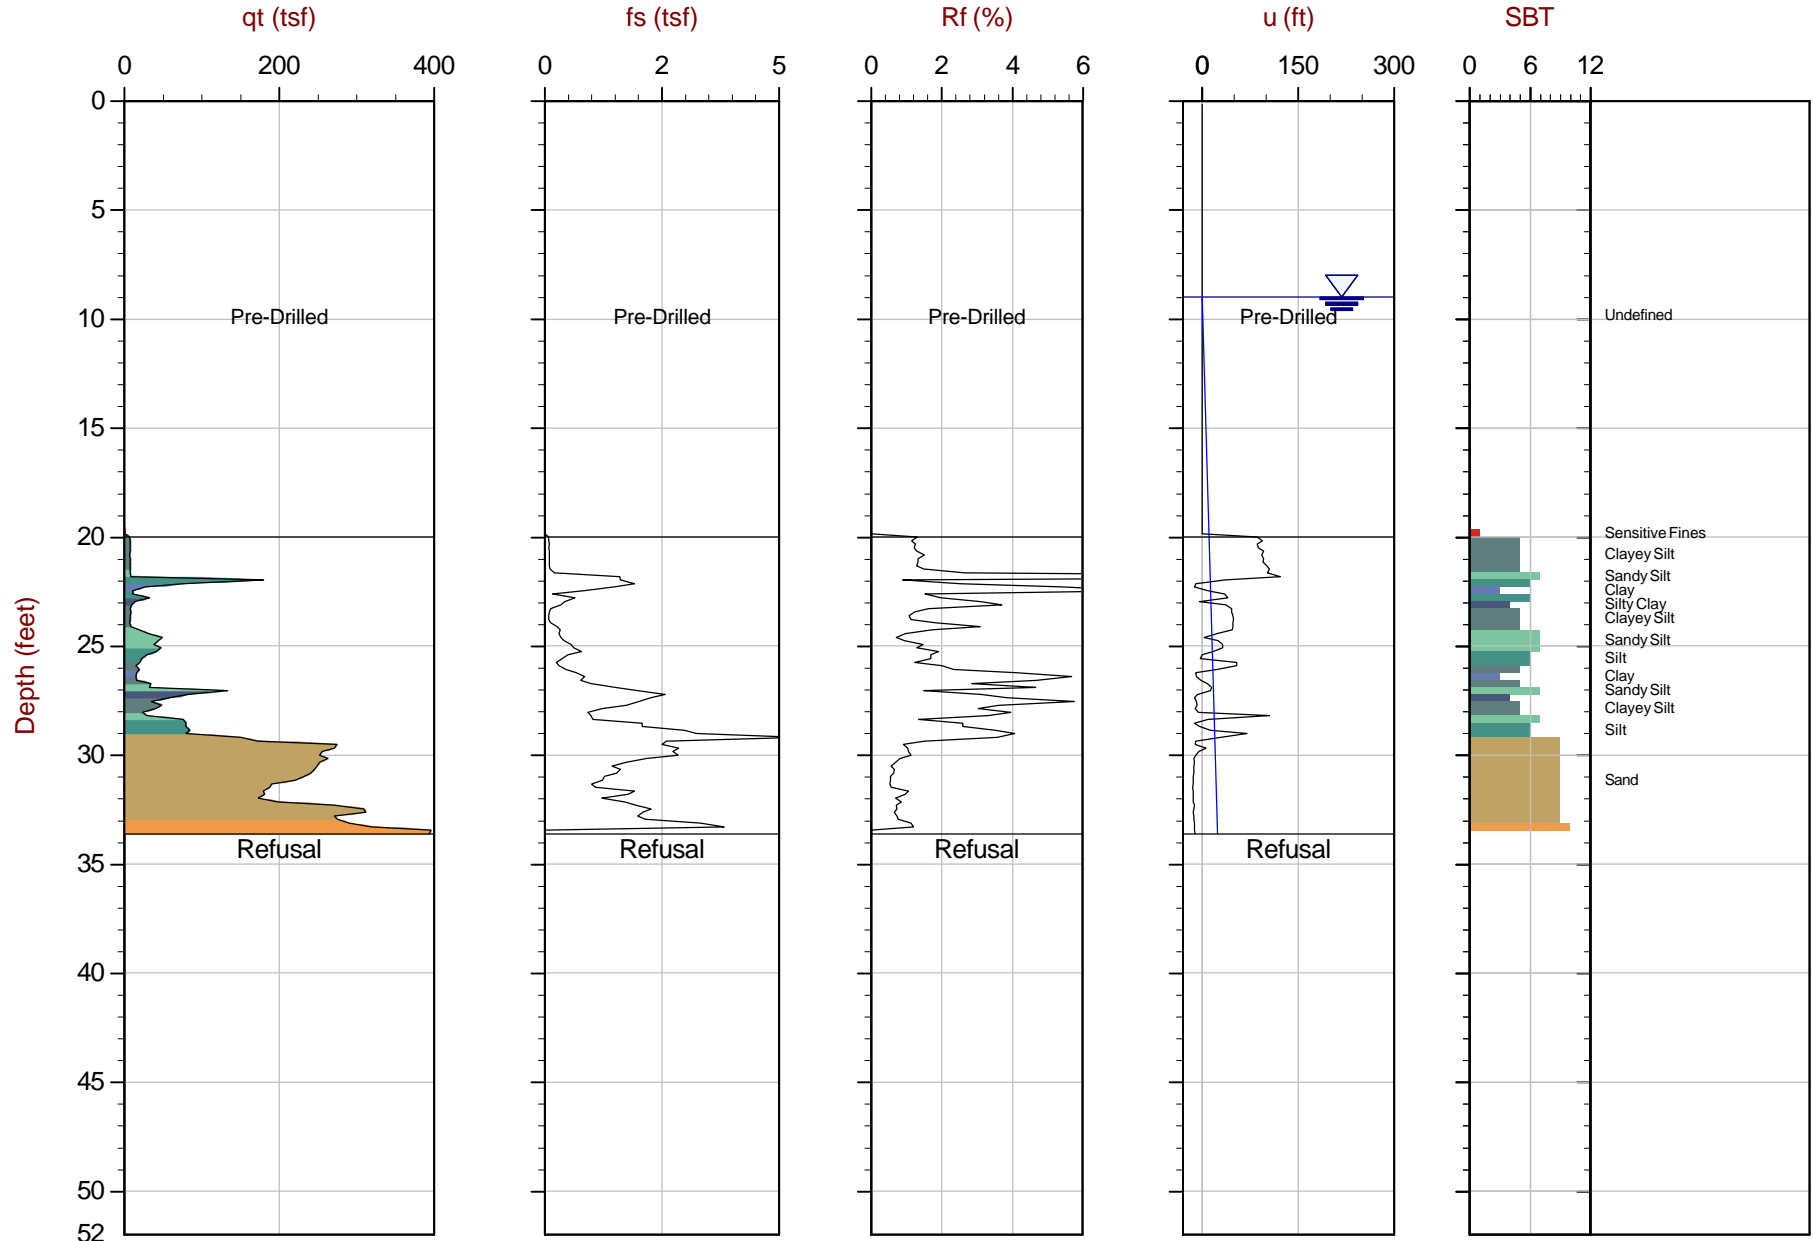 qt (tsf) fs (tsf) Rf (%) u (ft) SBT
0 200 400 0 2 5 0 2 4 6 0 150 300 0 6 12
0
5
10 Pre-Drilled Pre-Drilled Pre-Drilled Pre-Drilled Undefined
15
20 Sensitive Fines
Clayey Silt
Sandy Silt
Clay
Silty Clay
Clayey Silt
25 Sandy Silt
Silt
Clay
Sandy Silt
Clayey Silt
Silt
30
Sand
Refusal Refusal Refusal Refusal
35
40
45
50
52
Depth (feet)